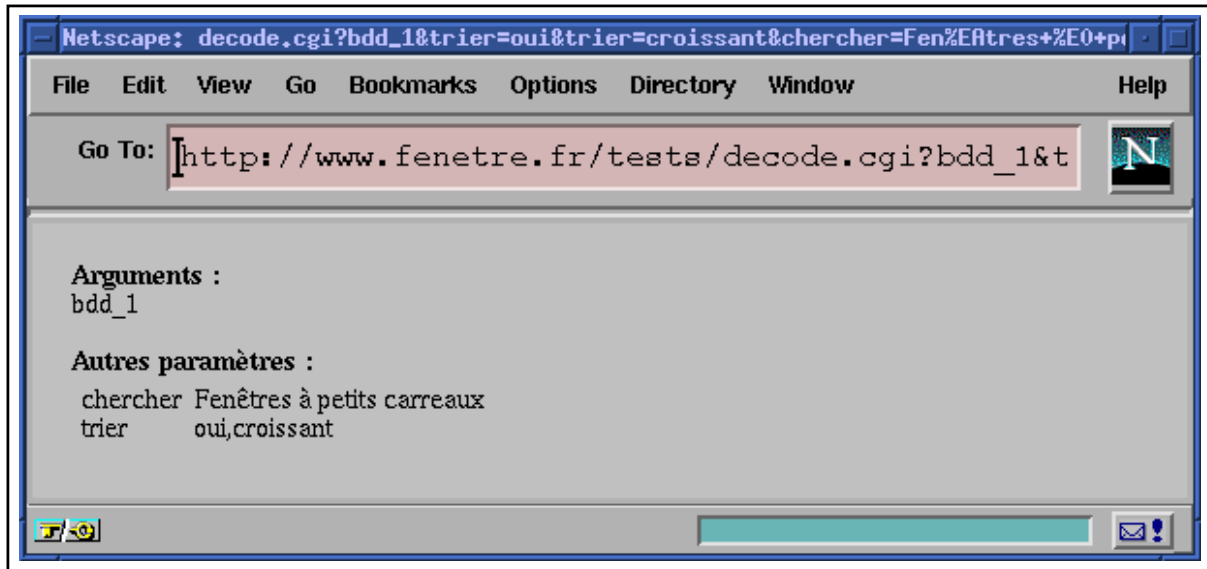 Netscape: decode.cgi?bdd_1&trier=oui&trier=croissant&chercher=Fen%EAtres+%E0+p
File Edit View Go Bookmarks Options Directory Window Help
Go To: http://www.fenetre.fr/tests/decode.cgi?bdd_1&t
N
Arguments :
bdd_1
Autres paramètres :
chercher Fenêtres à petits carreaux
trier oui,croissant